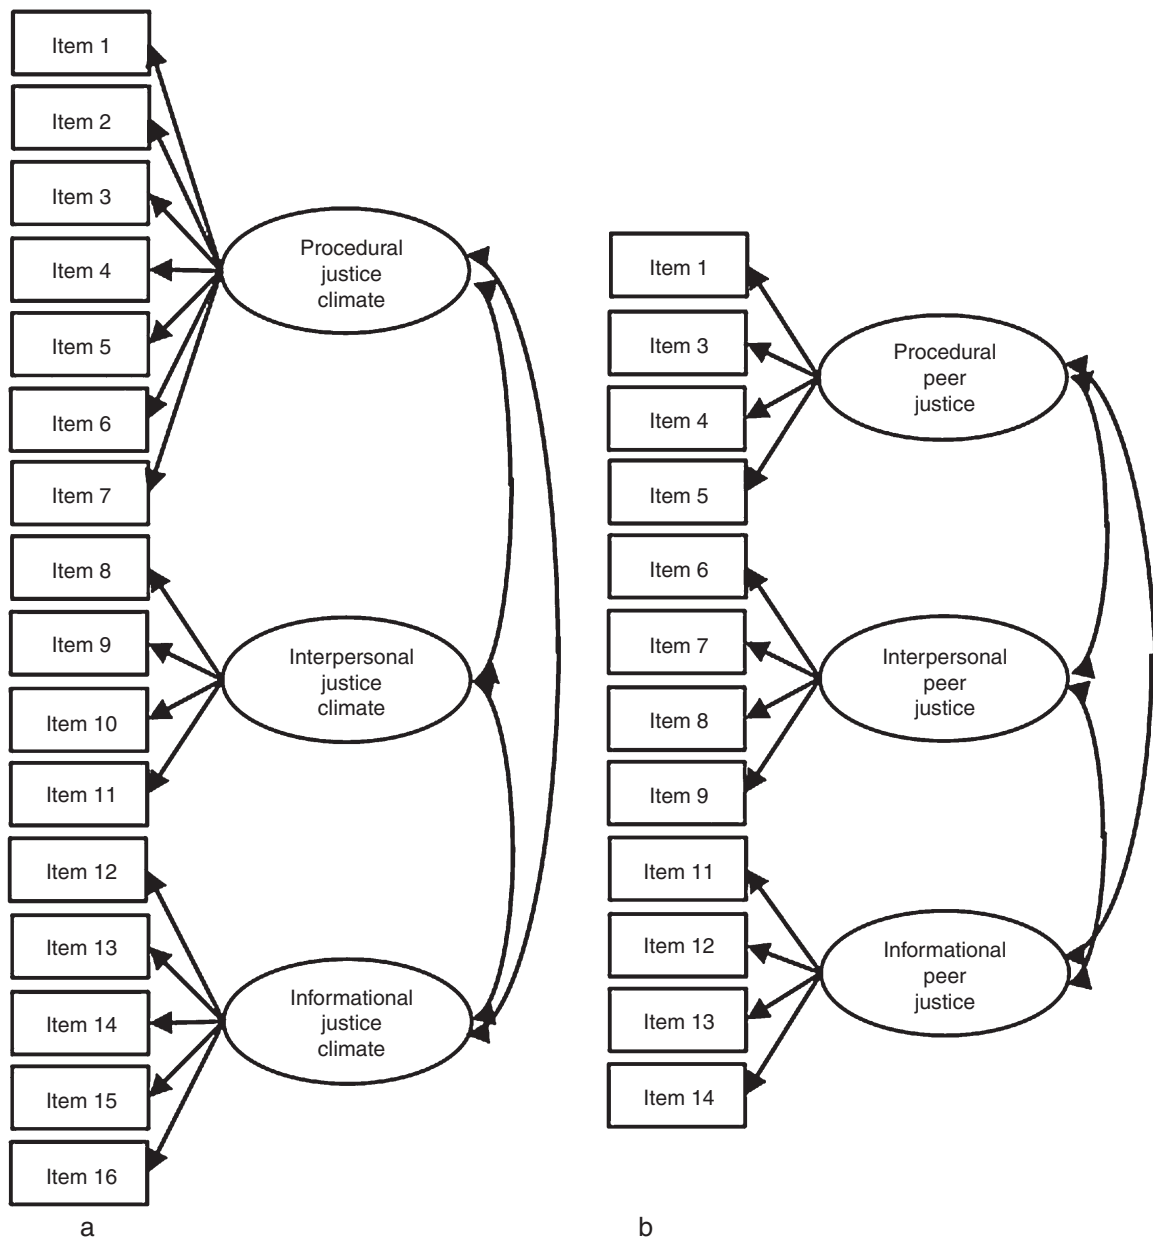 Item 1
Item 2
Item 3
Item 4
Item 5
Item 6
Item 7
Item 8
Item 9
Item 10
Item 11
Item 12
Item 13
Item 14
Item 15
Item 16
Procedural
justice
climate
Interpersonal
justice
climate
Informational
justice
climate
a
Item 1
Item 3
Item 4
Item 5
Item 6
Item 7
Item 8
Item 9
Item 11
Item 12
Item 13
Item 14
Procedural
peer
justice
Interpersonal
peer
justice
Informational
peer
justice
b